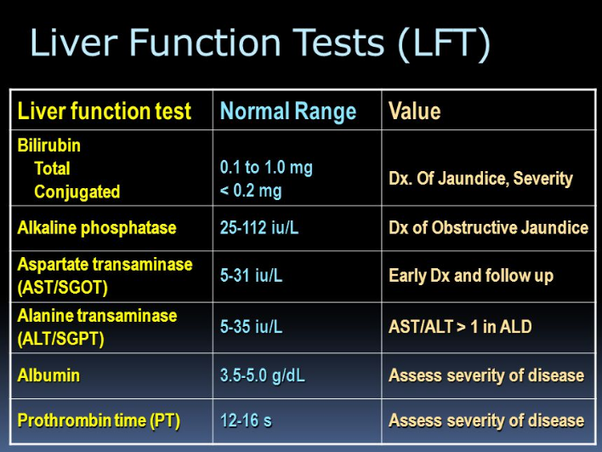 Liver Function Tests (LFT)
Liver function test Normal Range Value
Bilirubin
Total 0.1 to 1.0 mg
Conjugated < 0.2 mg
Dx. Of Jaundice, Severity
Alkaline phosphatase 25-112 iu/L Dx of Obstructive Jaundice
Aspartate transaminase
(AST/SGOT)
5-31 iu/L Early Dx and follow up
Alanine transaminase
(ALT/SGPT)
5-35 iu/L AST/ALT > 1 in ALD
Albumin 3.5-5.0 g/dL Assess severity of disease
Prothrombin time (PT) 12-16 s Assess severity of disease